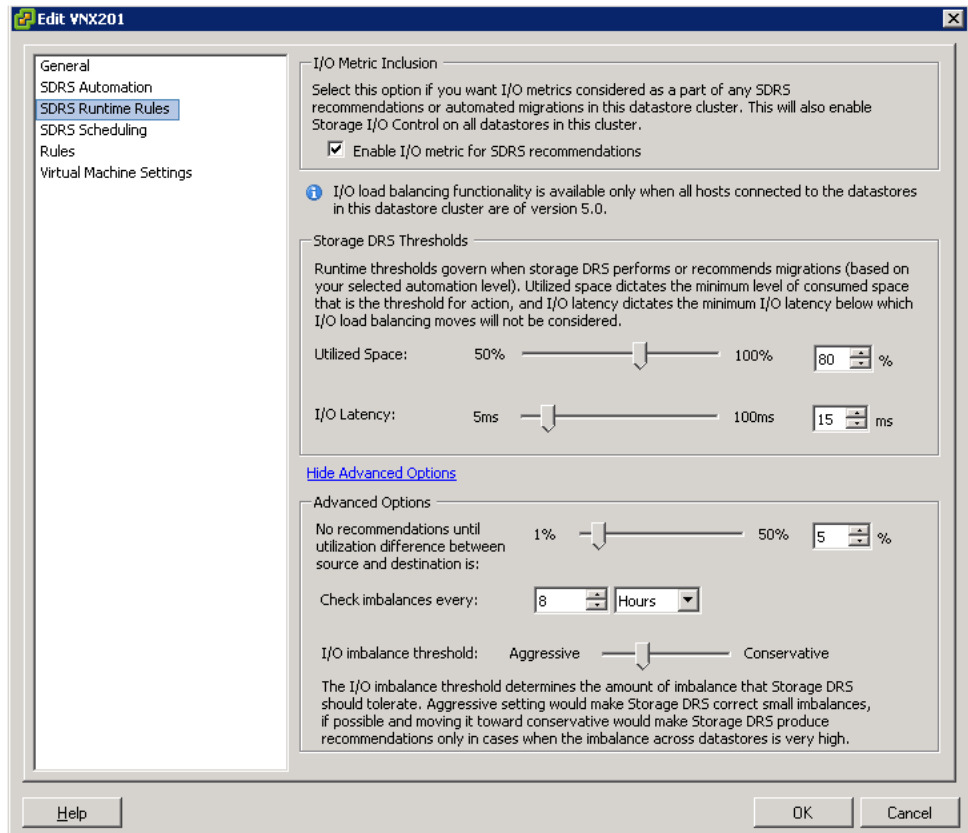 Edit VNX201
General
SDRS Automation
SDRS Runtime Rules
SDRS Scheduling
Rules
Virtual Machine Settings
I/O Metric Inclusion
Select this option if you want I/O metrics considered as a part of any SDRS
recommendations or automated migrations in this datastore cluster. This will also enable
Storage I/O Control on all datastores in this cluster.
Enable I/O metric for SDRS recommendations
I/O load balancing functionality is available only when all hosts connected to the datastores
in this datastore cluster are of version 5.0.
Storage DRS Thresholds
Runtime thresholds govern when storage DRS performs or recommends migrations (based on
your selected automation level). Utilized space dictates the minimum level of consumed space
that is the threshold for action, and I/O latency dictates the minimum I/O latency below which
I/O load balancing moves will not be considered.
Utilized Space: 50% 100% 80 %
I/O Latency: 5ms 100ms 15 ms
Hide Advanced Options
Advanced Options
No recommendations until
utilization difference between
source and destination is:
1% 50% 5 %
Check imbalances every: 8 Hours
I/O imbalance threshold: Aggressive Conservative
The I/O imbalance threshold determines the amount of imbalance that Storage DRS
should tolerate. Aggressive setting would make Storage DRS correct small imbalances,
if possible and moving it toward conservative would make Storage DRS produce
recommendations only in cases when the imbalance across datastores is very high.
Help
OK
Cancel